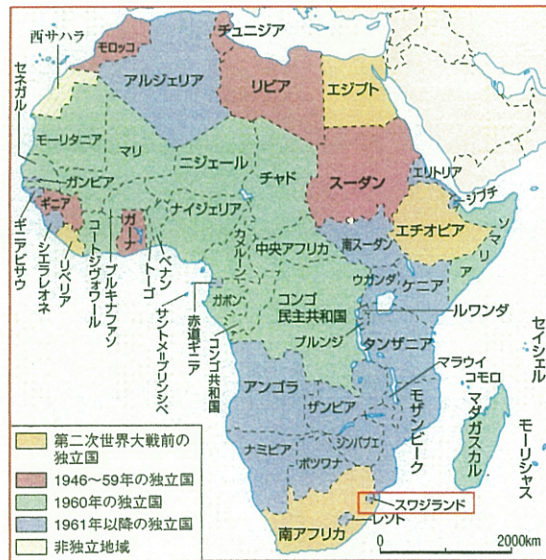 西サハラ
モロッコ
チュニジア
アルジェリア
リビア
エジプト
セネガル
モーリタニア
マリ
ニジェール
チャド
スーダン
エリトリア
ジブチ
ガンビア
ギニア
ナイジェリア
ガーナ
エチオピア
ソマリア
ギニアビサウ
シエラレオネ
リベリア
コートジヴォワール
ブルキナファソ
トーゴ
ベナン
カメルーン
中央アフリカ
南スーダン
サントメ=プリンシペ
赤道ギニア
ガボン
コンゴ共和国
コンゴ
民主共和国
ウガンダ
ケニア
ルワンダ
ブルンジ
タンザニア
セイシェル
マラウイ
コモロ
アンゴラ
ザンビア
モザンビーク
マダガスカル
モーリシャス
ナミビア
ジンバブエ
ボツワナ
スワジランド
レソト
南アフリカ
第二次世界大戦前の
独立国
1946〜59年の独立国
1960年の独立国
1961年以降の独立国
非独立地域
0
2000km